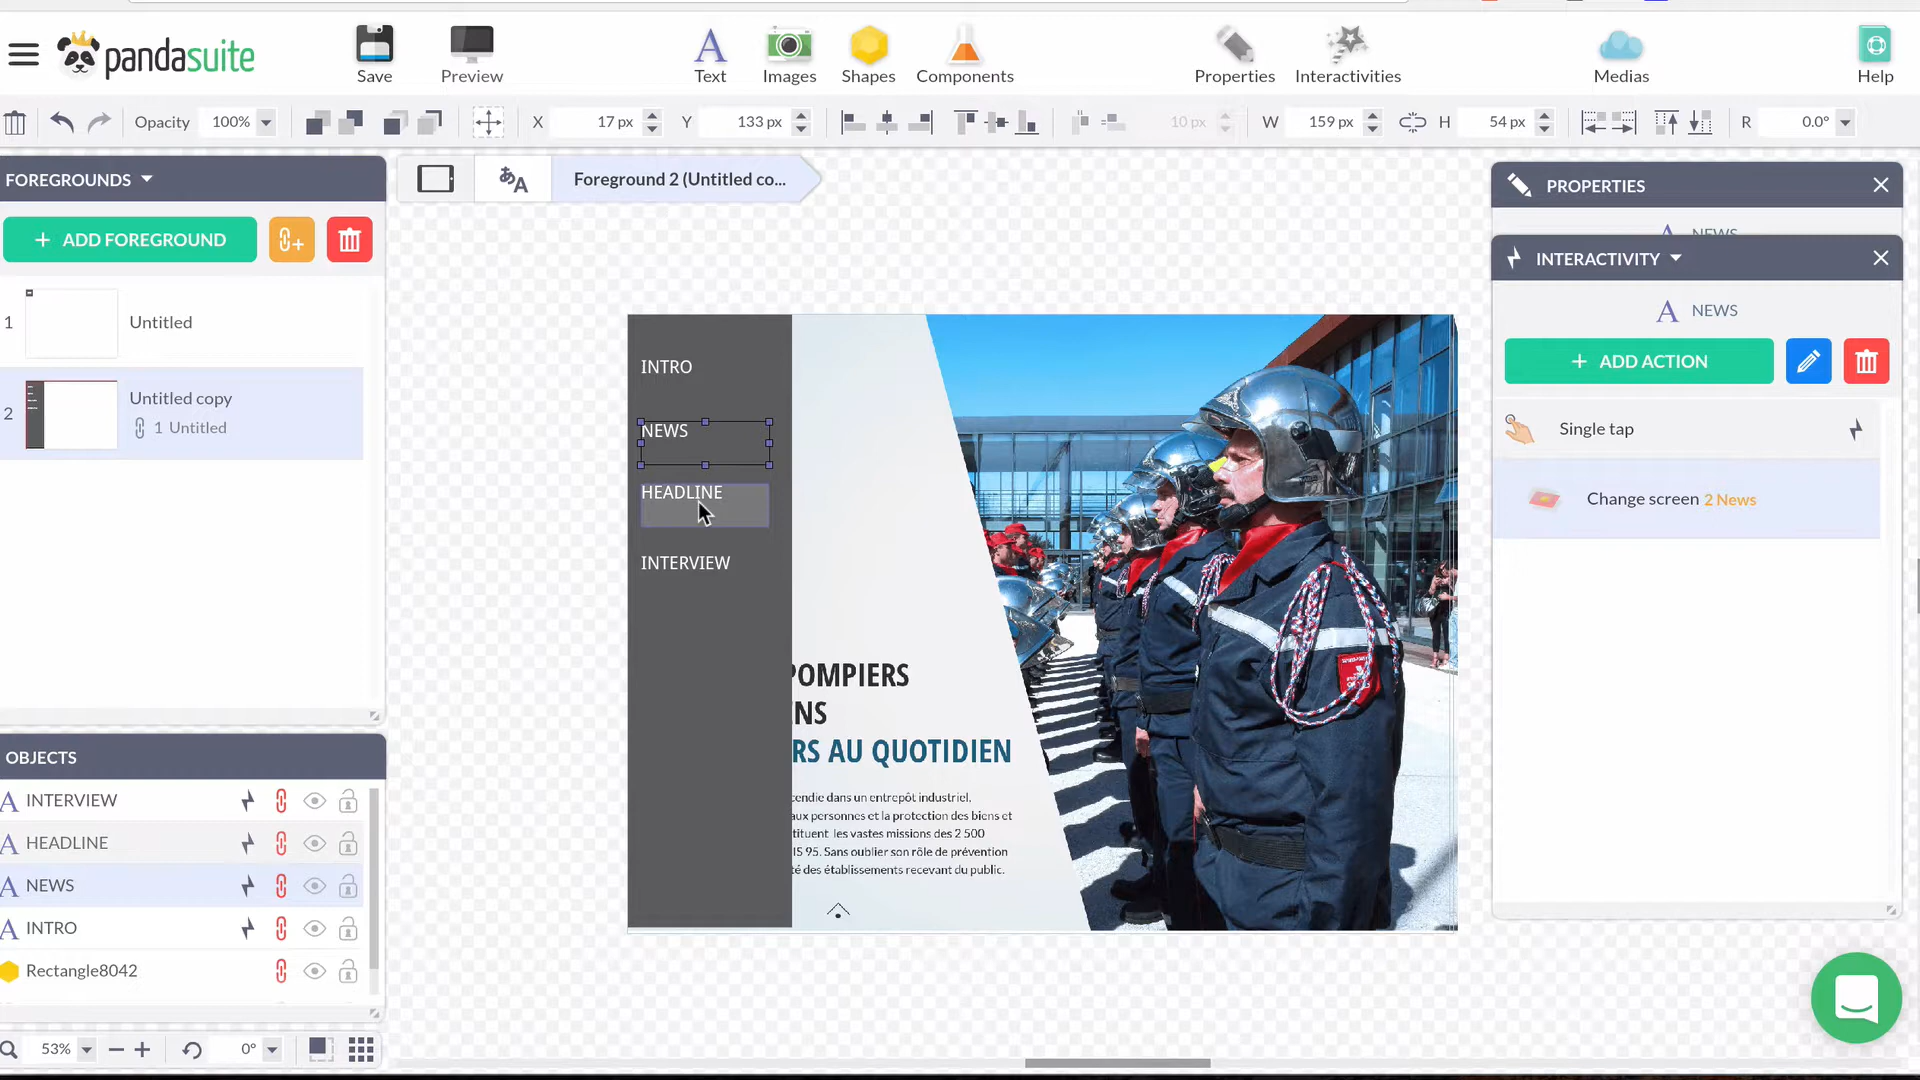 pandasuite
Save
Preview
Text
Images
Shapes
Components
Properties
Interactivities
Medias
Help
Opacity 100% X 17 px Y 133 px 10 px W 159 px H 54 px R 0.0°
FOREGROUNDS
+ ADD FOREGROUND
1 Untitled
2 Untitled copy
1 Untitled
あA
Foreground 2 (Untitled co...
INTRO
NEWS
HEADLINE
INTERVIEW
POMPIERS
ENS
RS AU QUOTIDIEN
cendie dans un entrepôt industriel,
aux personnes et la protection des biens et
tituent les vastes missions des 2 500
IS 95. Sans oublier son rôle de prévention
té des établissements recevant du public.
PROPERTIES
NEWS
INTERACTIVITY
A NEWS
+ ADD ACTION
Single tap
Change screen 2 News
OBJECTS
A INTERVIEW
A HEADLINE
A NEWS
A INTRO
Rectangle8042
53% 0°